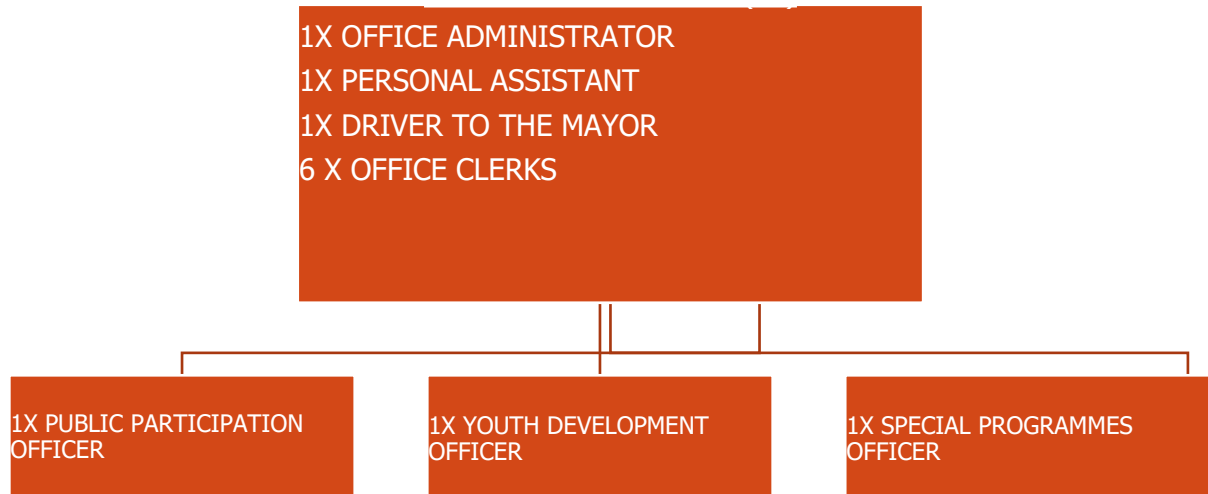 1X OFFICE ADMINISTRATOR
1X PERSONAL ASSISTANT
1X DRIVER TO THE MAYOR
6 X OFFICE CLERKS
1X PUBLIC PARTICIPATION
OFFICER
1X YOUTH DEVELOPMENT
OFFICER
1X SPECIAL PROGRAMMES
OFFICER